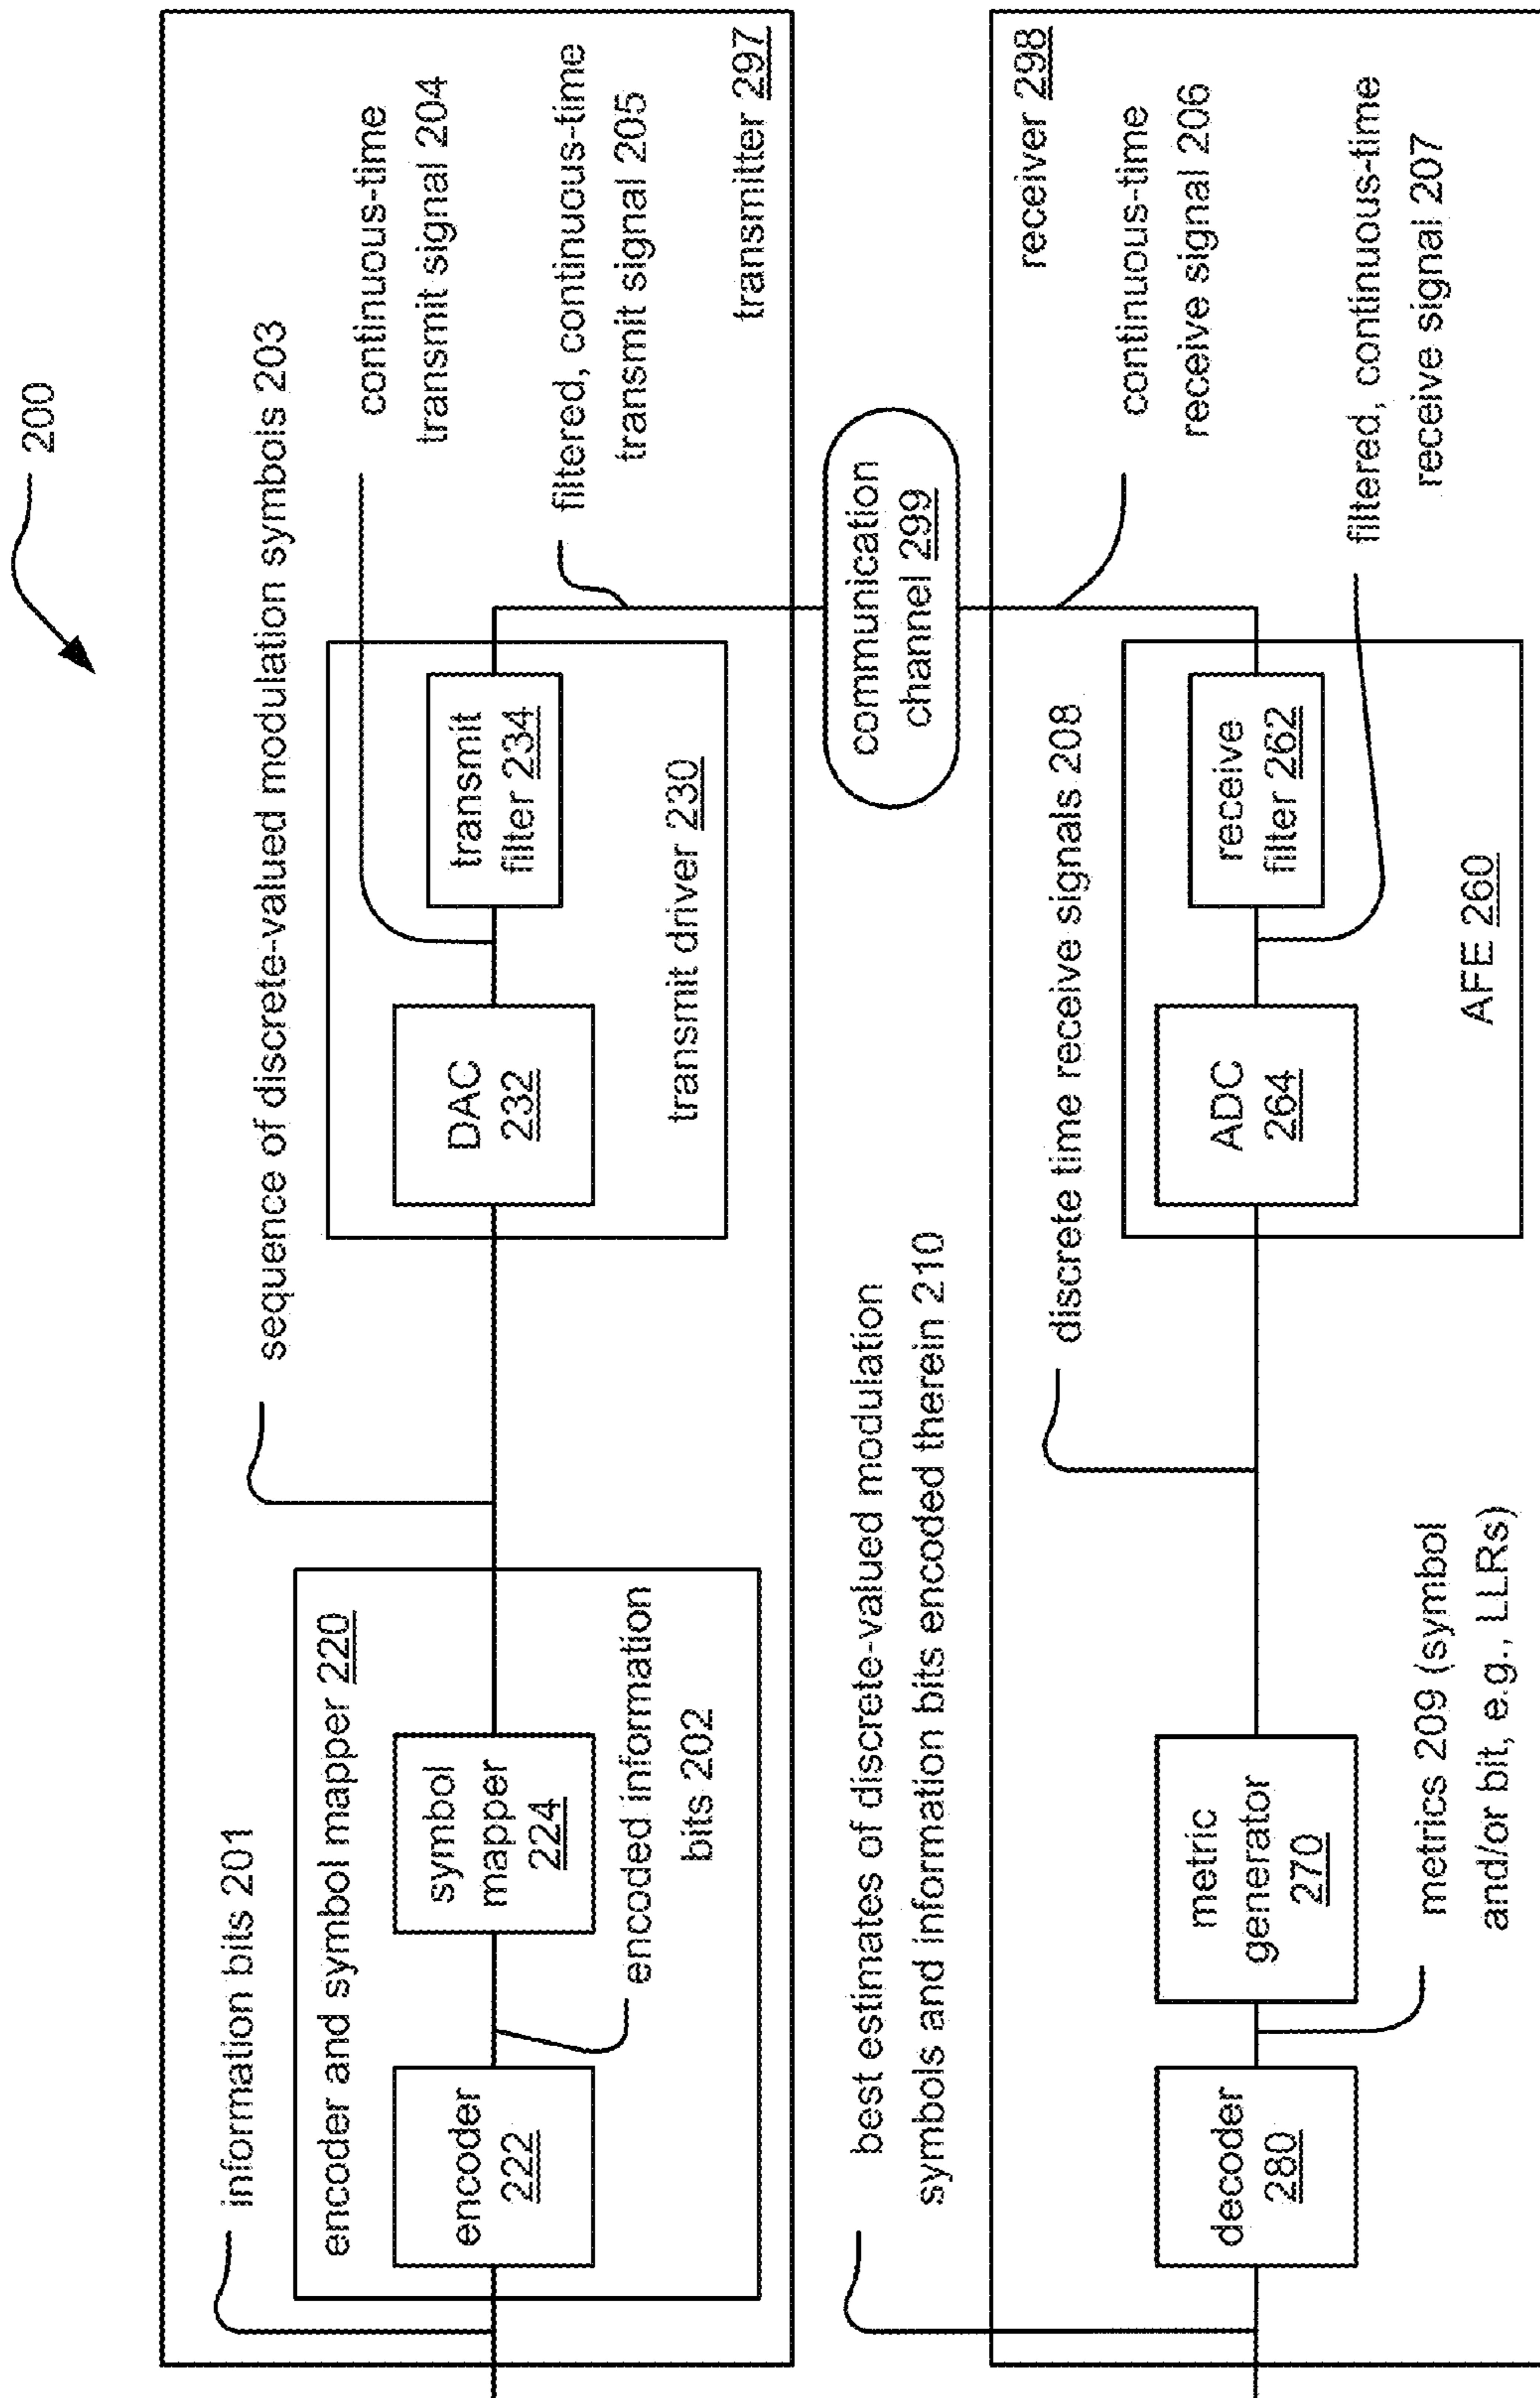 200
information bits 201
sequence of discrete-valued modulation symbols 203
encoder and symbol mapper 220
encoder
222
symbol
mapper
224
encoded information
bits 202
DAC
232
transmit
filter 234
transmit driver 230
continuous-time
transmit signal 204
filtered, continuous-time
transmit signal 205
transmitter 297
communication
channel 299
best estimates of discrete-valued modulation
symbols and information bits encoded therein 210
receiver 298
discrete time receive signals 208
continuous-time
receive signal 206
decoder
280
metric
generator
270
ADC
264
receive
filter 262
filtered, continuous-time
receive signal 207
metrics 209 (symbol
and/or bit, e.g., LLRs)
AFE 260